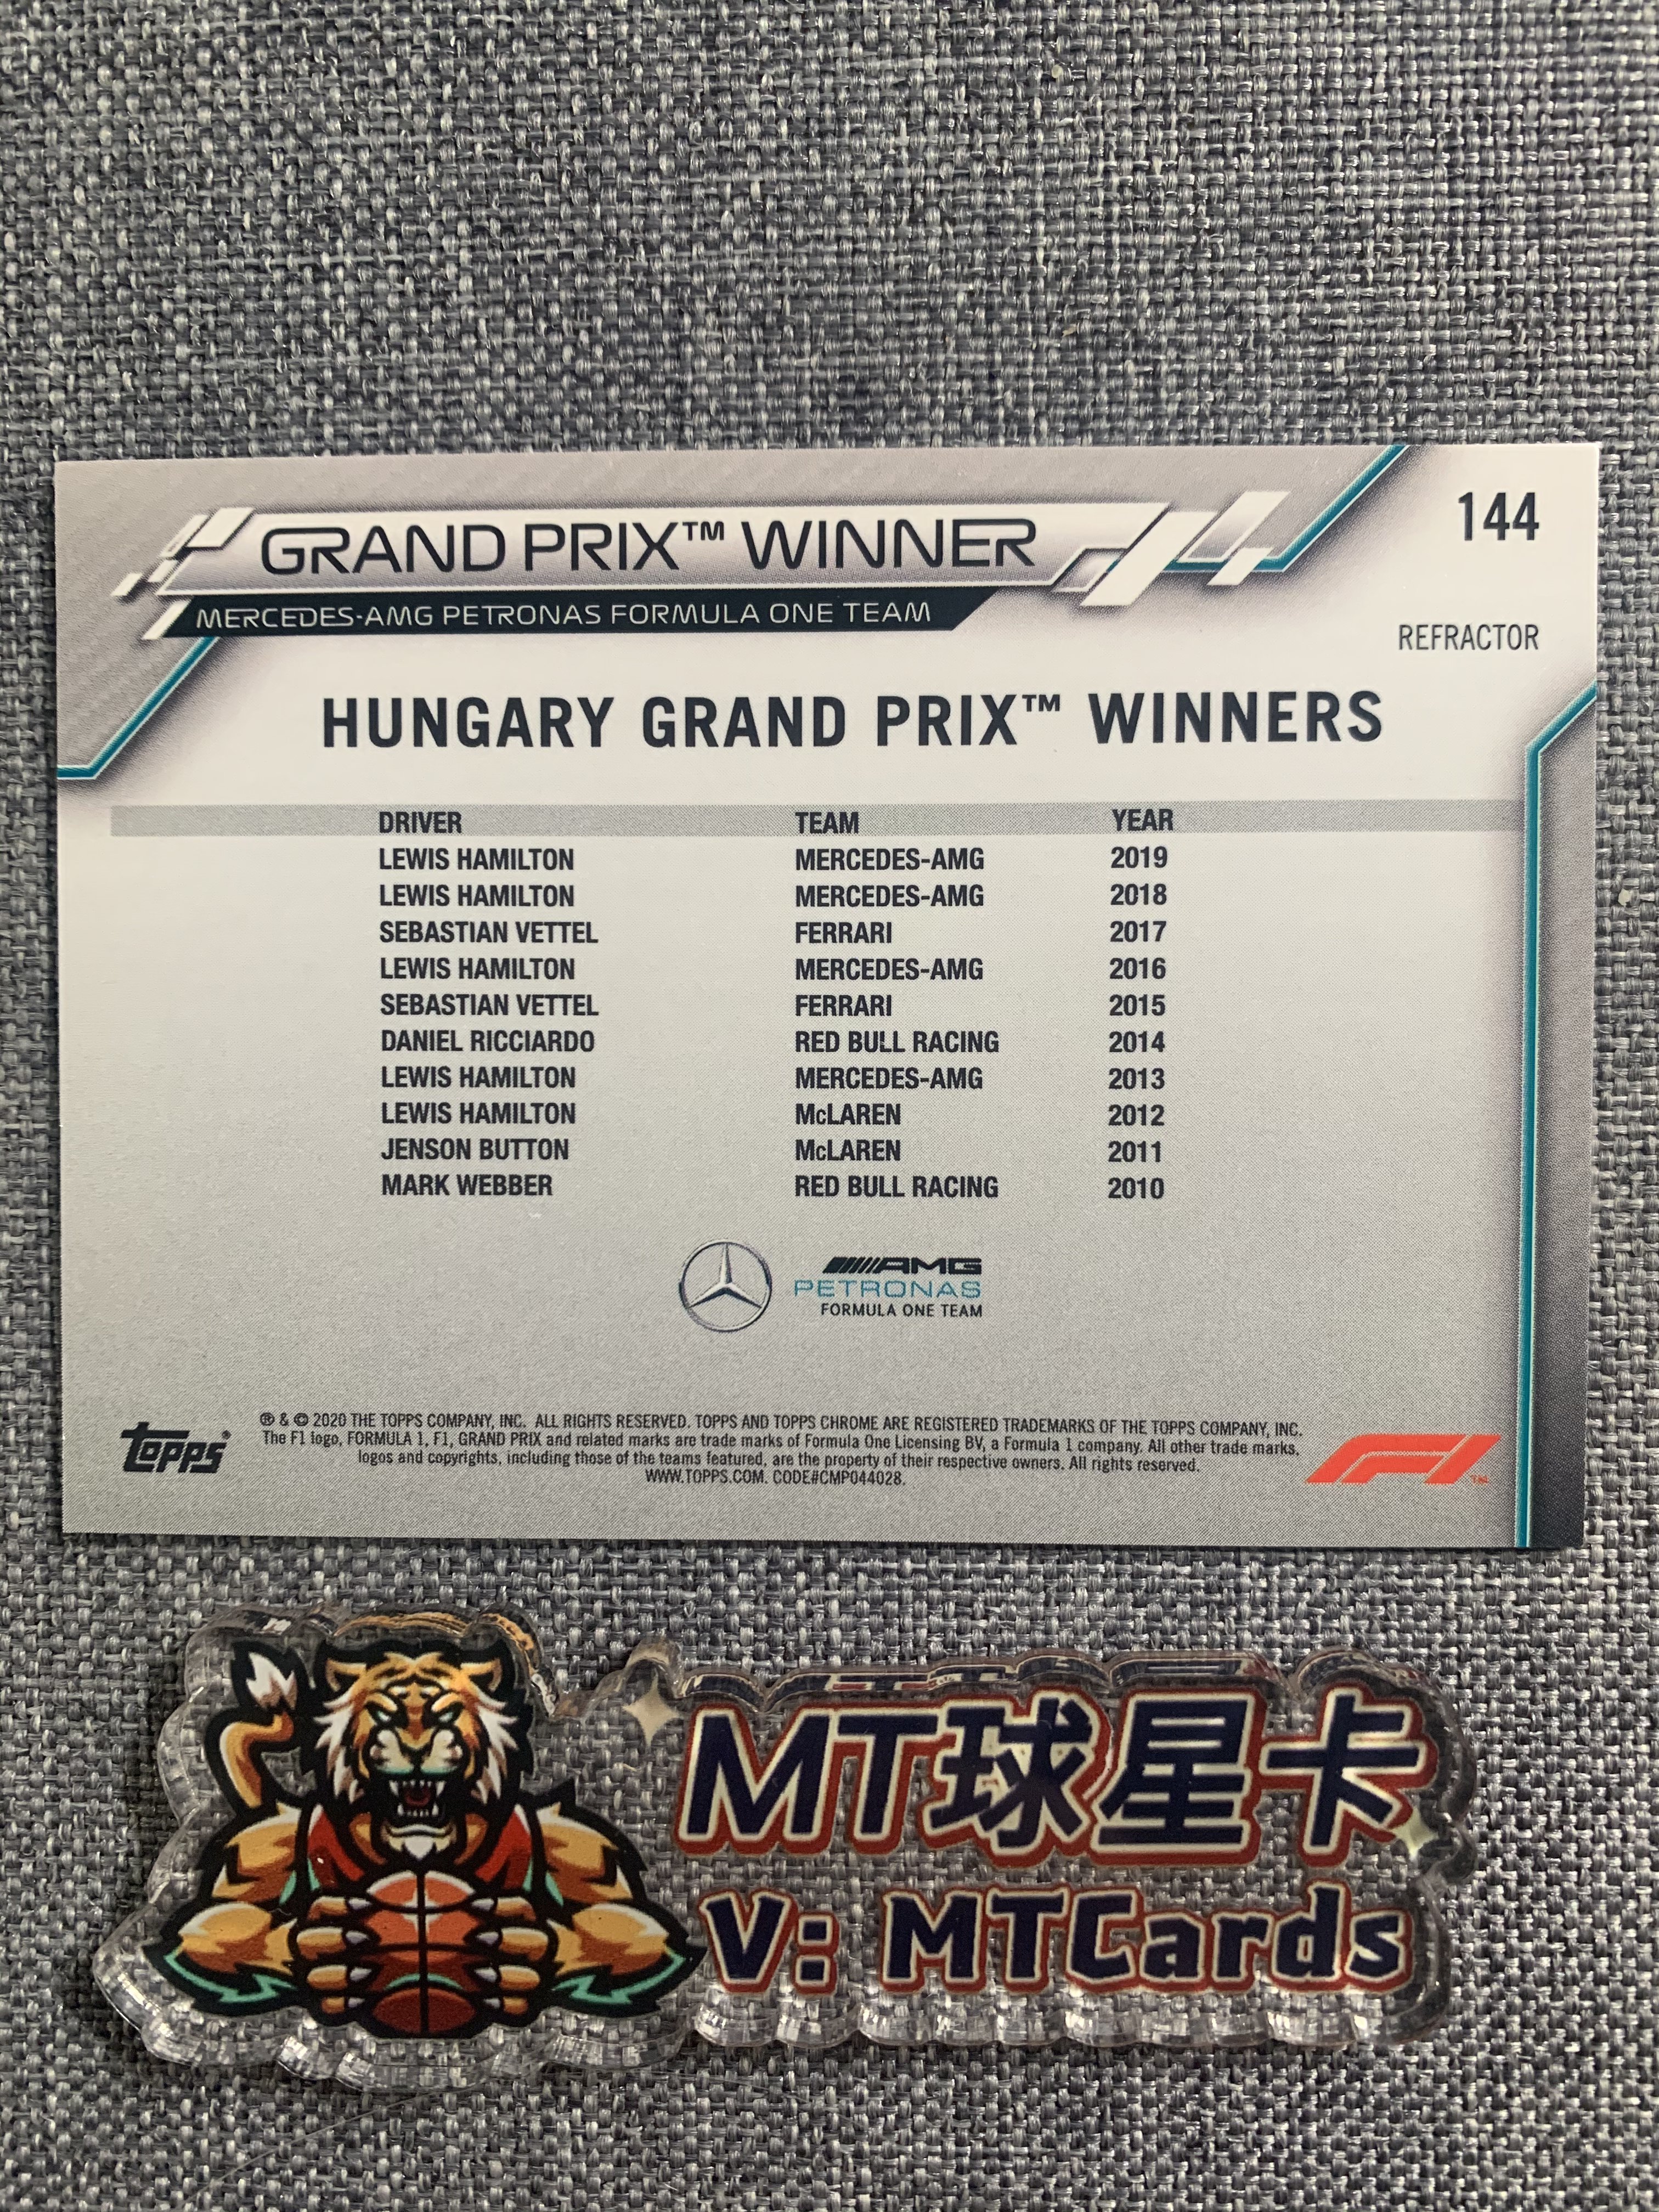 GRAND PRIX™ WINNER
144
MERCEDES-AMG PETRONAS FORMULA ONE TEAM
REFRACTOR
HUNGARY GRAND PRIX™ WINNERS
DRIVER TEAM YEAR
LEWIS HAMILTON MERCEDES-AMG 2019
LEWIS HAMILTON MERCEDES-AMG 2018
SEBASTIAN VETTEL FERRARI 2017
LEWIS HAMILTON MERCEDES-AMG 2016
SEBASTIAN VETTEL FERRARI 2015
DANIEL RICCIARDO RED BULL RACING 2014
LEWIS HAMILTON MERCEDES-AMG 2013
LEWIS HAMILTON McLAREN 2012
JENSON BUTTON McLAREN 2011
MARK WEBBER RED BULL RACING 2010
AMG
PETRONAS
FORMULA ONE TEAM
topps®
® & © 2020 THE TOPPS COMPANY, INC. ALL RIGHTS RESERVED. TOPPS AND TOPPS CHROME ARE REGISTERED TRADEMARKS OF THE TOPPS COMPANY, INC.
The F1 logo, FORMULA 1, F1, GRAND PRIX and related marks are trade marks of Formula One Licensing BV, a Formula 1 company. All other trade marks,
logos and copyrights, including those of the teams featured, are the property of their respective owners. All rights reserved.
WWW.TOPPS.COM. CODE#CMP044028.
F1™
MT球星卡
V: MTCards